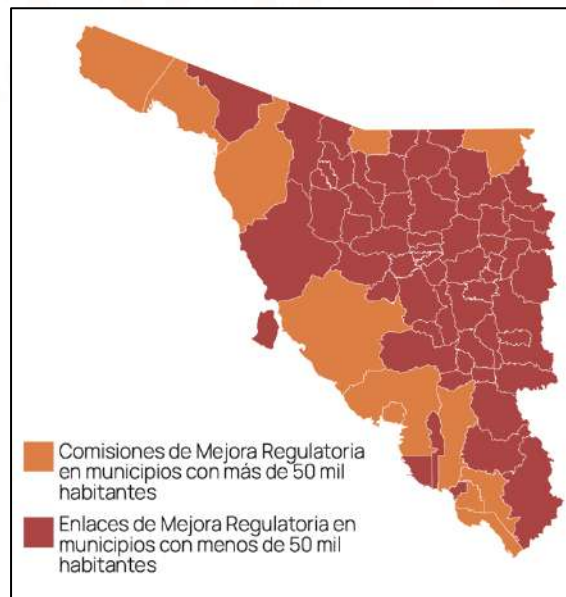 Comisiones de Mejora Regulatoria
en municipios con más de 50 mil
habitantes
Enlaces de Mejora Regulatoria en
municipios con menos de 50 mil
habitantes